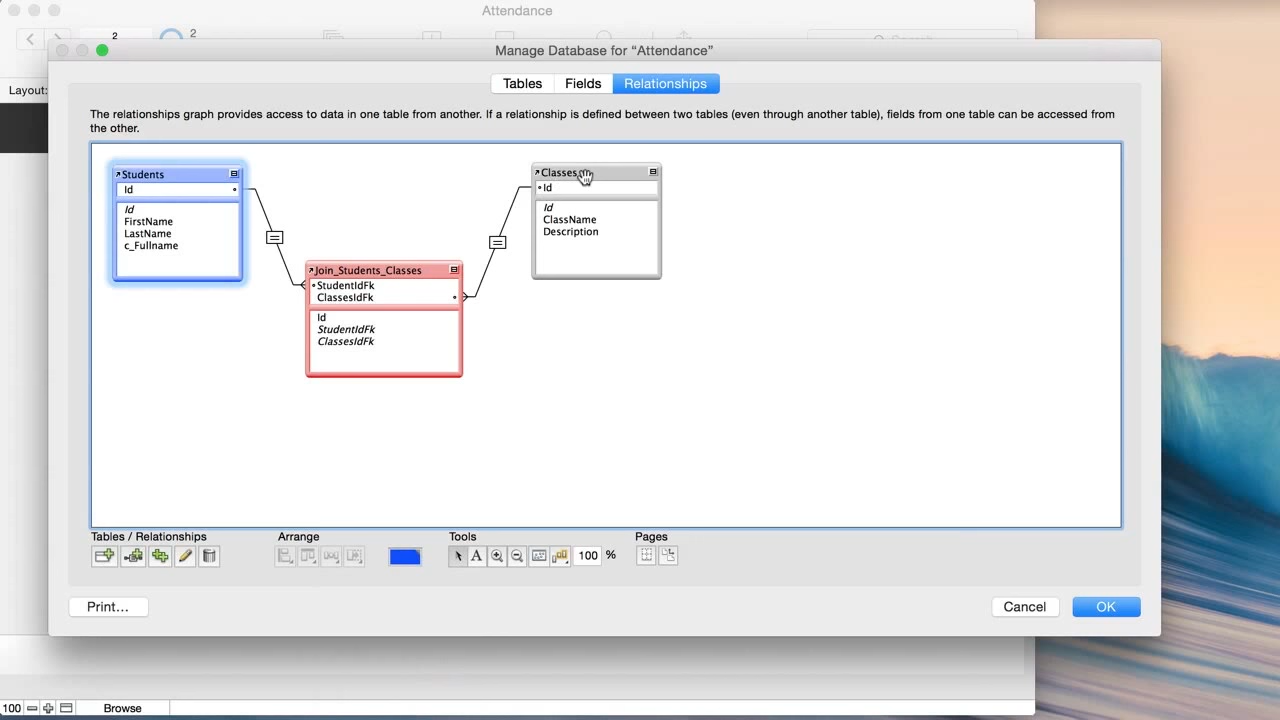 Attendance
2
2
Layout:
Manage Database for “Attendance”
Tables Fields Relationships
The relationships graph provides access to data in one table from another. If a relationship is defined between two tables (even through another table), fields from one table can be accessed from
the other.
Students
Id
Id
FirstName
LastName
c_Fullname
Join_Students_Classes
StudentIdFk
ClassesIdFk
Id
StudentIdFk
ClassesIdFk
Classes
Id
Id
ClassName
Description
Tables / Relationships
Arrange
Tools
A
100 %
Pages
Print...
Cancel
OK
100
Browse